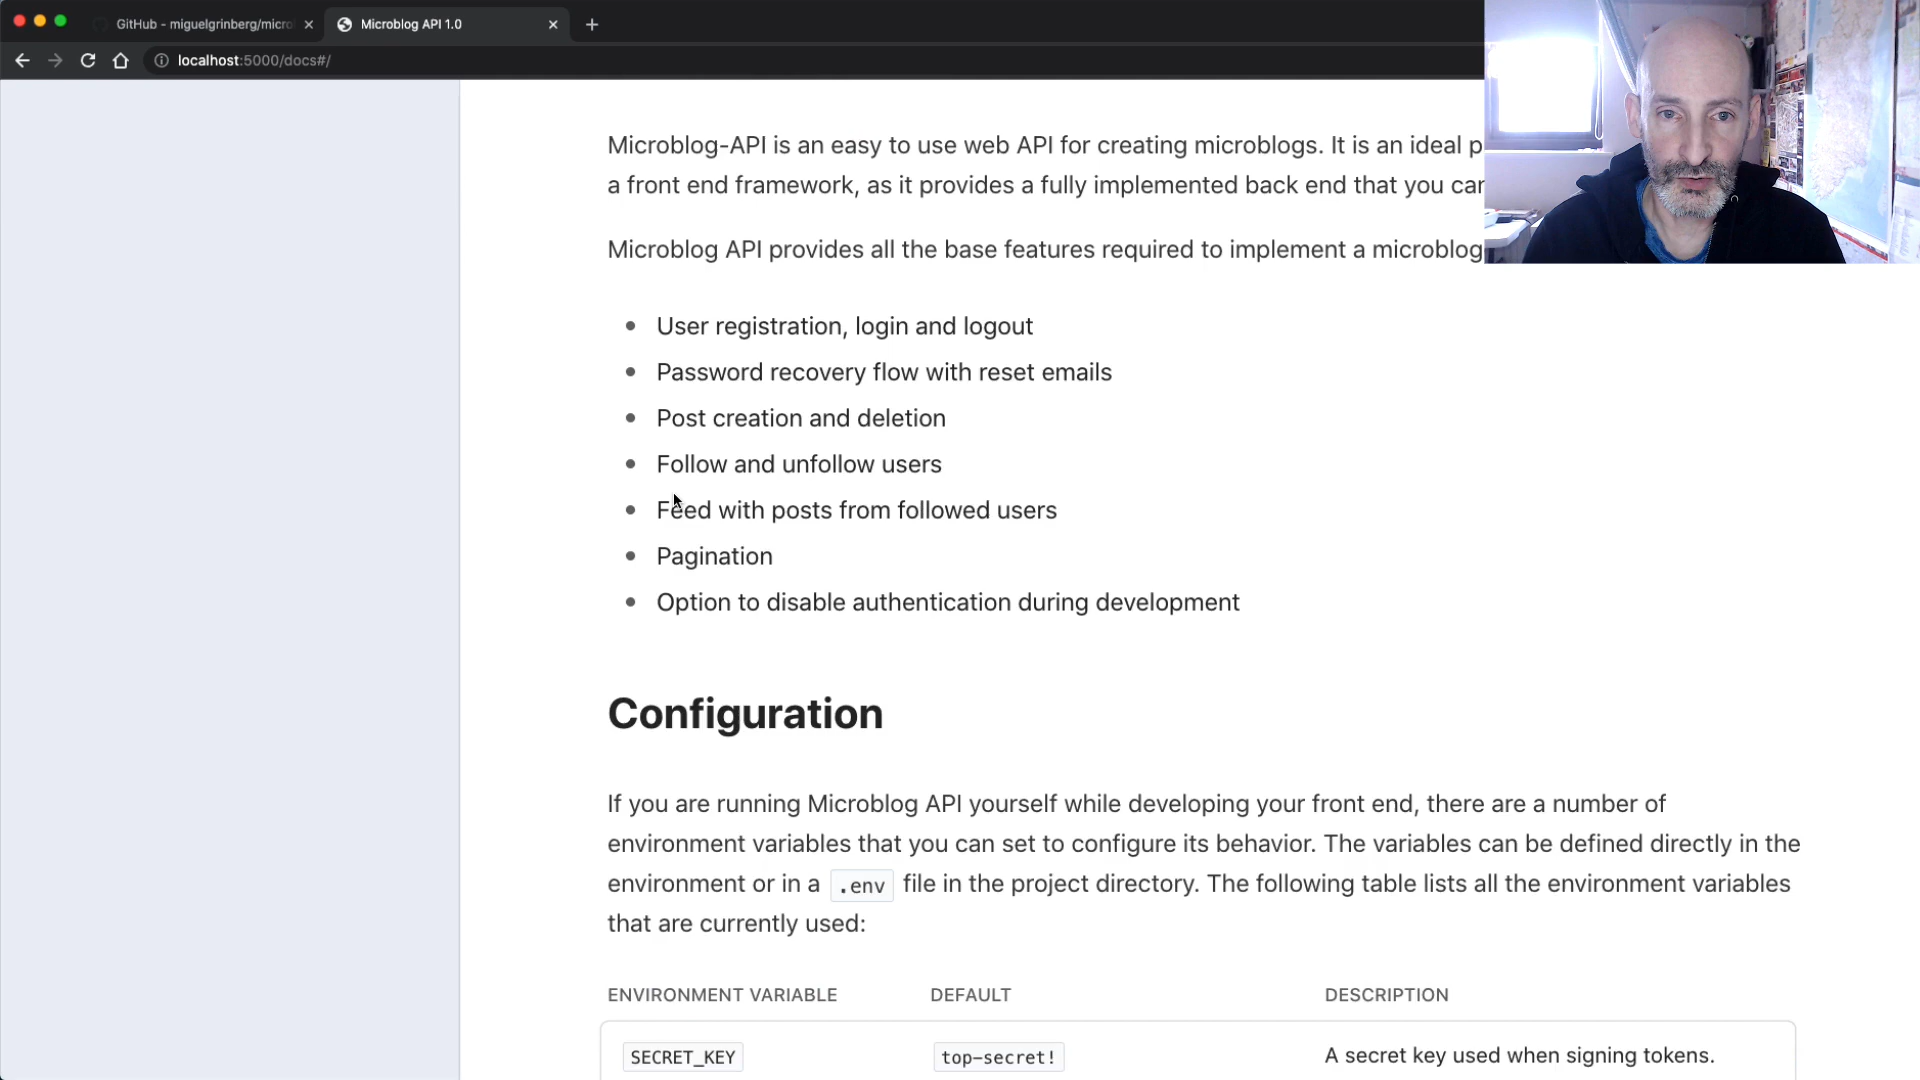 GitHub - miguelgrinberg/micro
Microblog API 1.0
localhost:5000/docs#/
Microblog-API is an easy to use web API for creating microblogs. It is an ideal p
a front end framework, as it provides a fully implemented back end that you can
Microblog API provides all the base features required to implement a microblog
User registration, login and logout
Password recovery flow with reset emails
Post creation and deletion
Follow and unfollow users
Feed with posts from followed users
Pagination
Option to disable authentication during development
Configuration
If you are running Microblog API yourself while developing your front end, there are a number of
environment variables that you can set to configure its behavior. The variables can be defined directly in the
environment or in a .env file in the project directory. The following table lists all the environment variables
that are currently used:
ENVIRONMENT VARIABLE DEFAULT DESCRIPTION
SECRET_KEY top-secret! A secret key used when signing tokens.